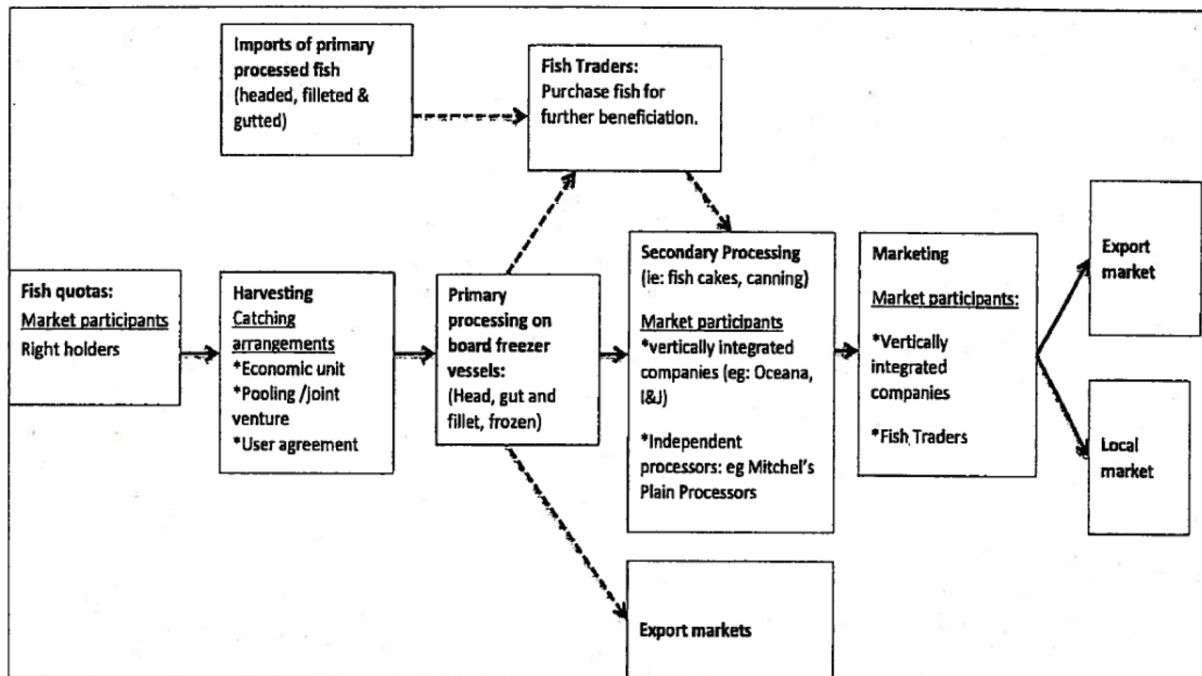 Imports of primary
processed fish
(headed, filleted &
gutted)
Fish Traders:
Purchase fish for
further beneficiation.
Fish quotas:
Market participants
Right holders
Harvesting
Catching
arrangements
*Economic unit
*Pooling /joint
venture
*User agreement
Primary
processing on
board freezer
vessels:
(Head, gut and
fillet, frozen)
Secondary Processing
(ie: fish cakes, canning)
Market participants
*vertically integrated
companies (eg: Oceana,
I&J)
*Independent
processors: eg Mitchel's
Plain Processors
Marketing
Market participants:
*Vertically
integrated
companies
*Fish Traders
Export
market
Local
market
Export markets